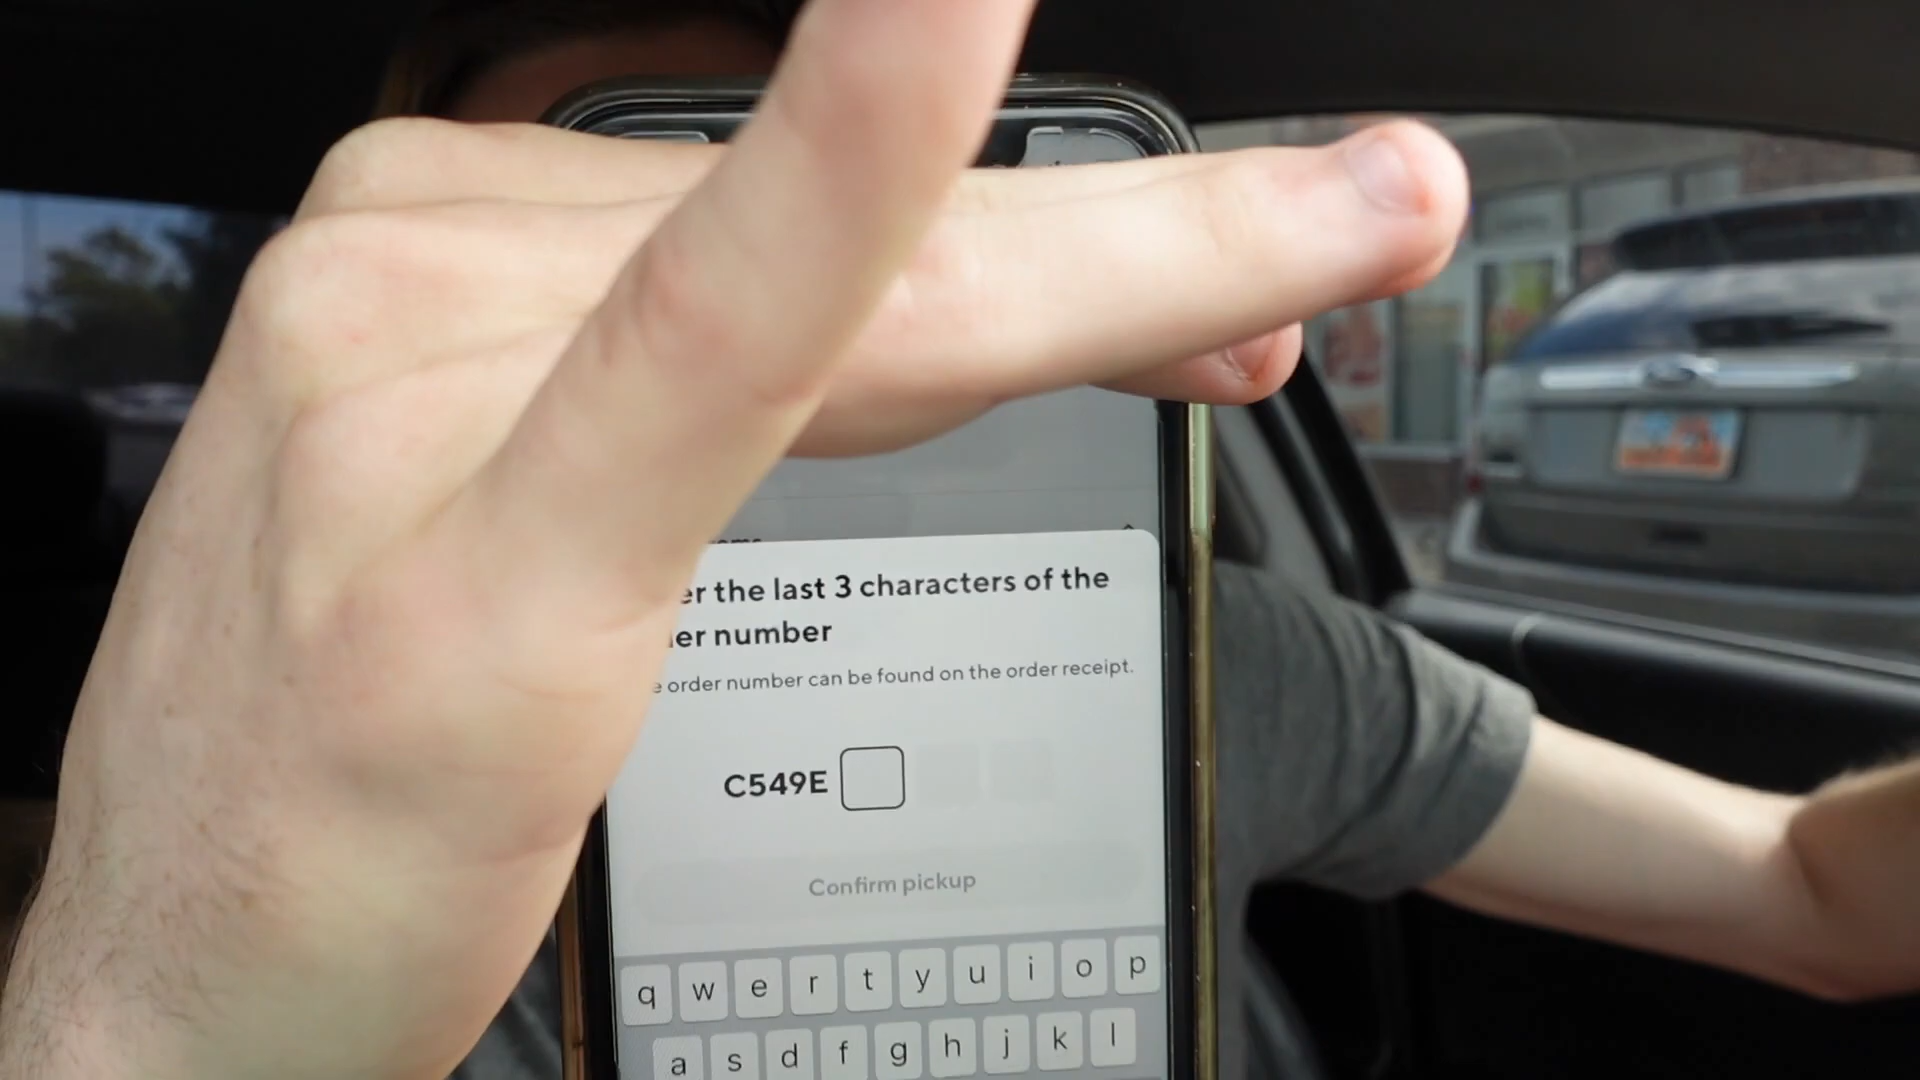 er the last 3 characters of the
er number
e order number can be found on the order receipt.
C549E
Confirm pickup
q w e r t y u i o p
a s d f g h j k l